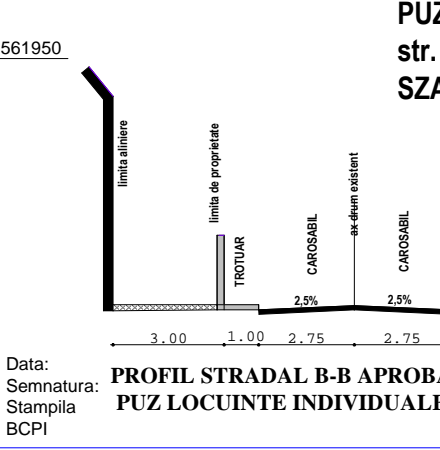 PUZ
str.
SZA
561950
limita aliniere
limita de proprietate
TROTUAR
CAROSABIL
ax drum existent
CAROSABIL
2,5%
2,5%
3.00
1.00
2.75
2.75
Data:
Semnatura:
Stampila
BCPI
PROFIL STRADAL B-B APROBA
PUZ LOCUINTE INDIVIDUALE